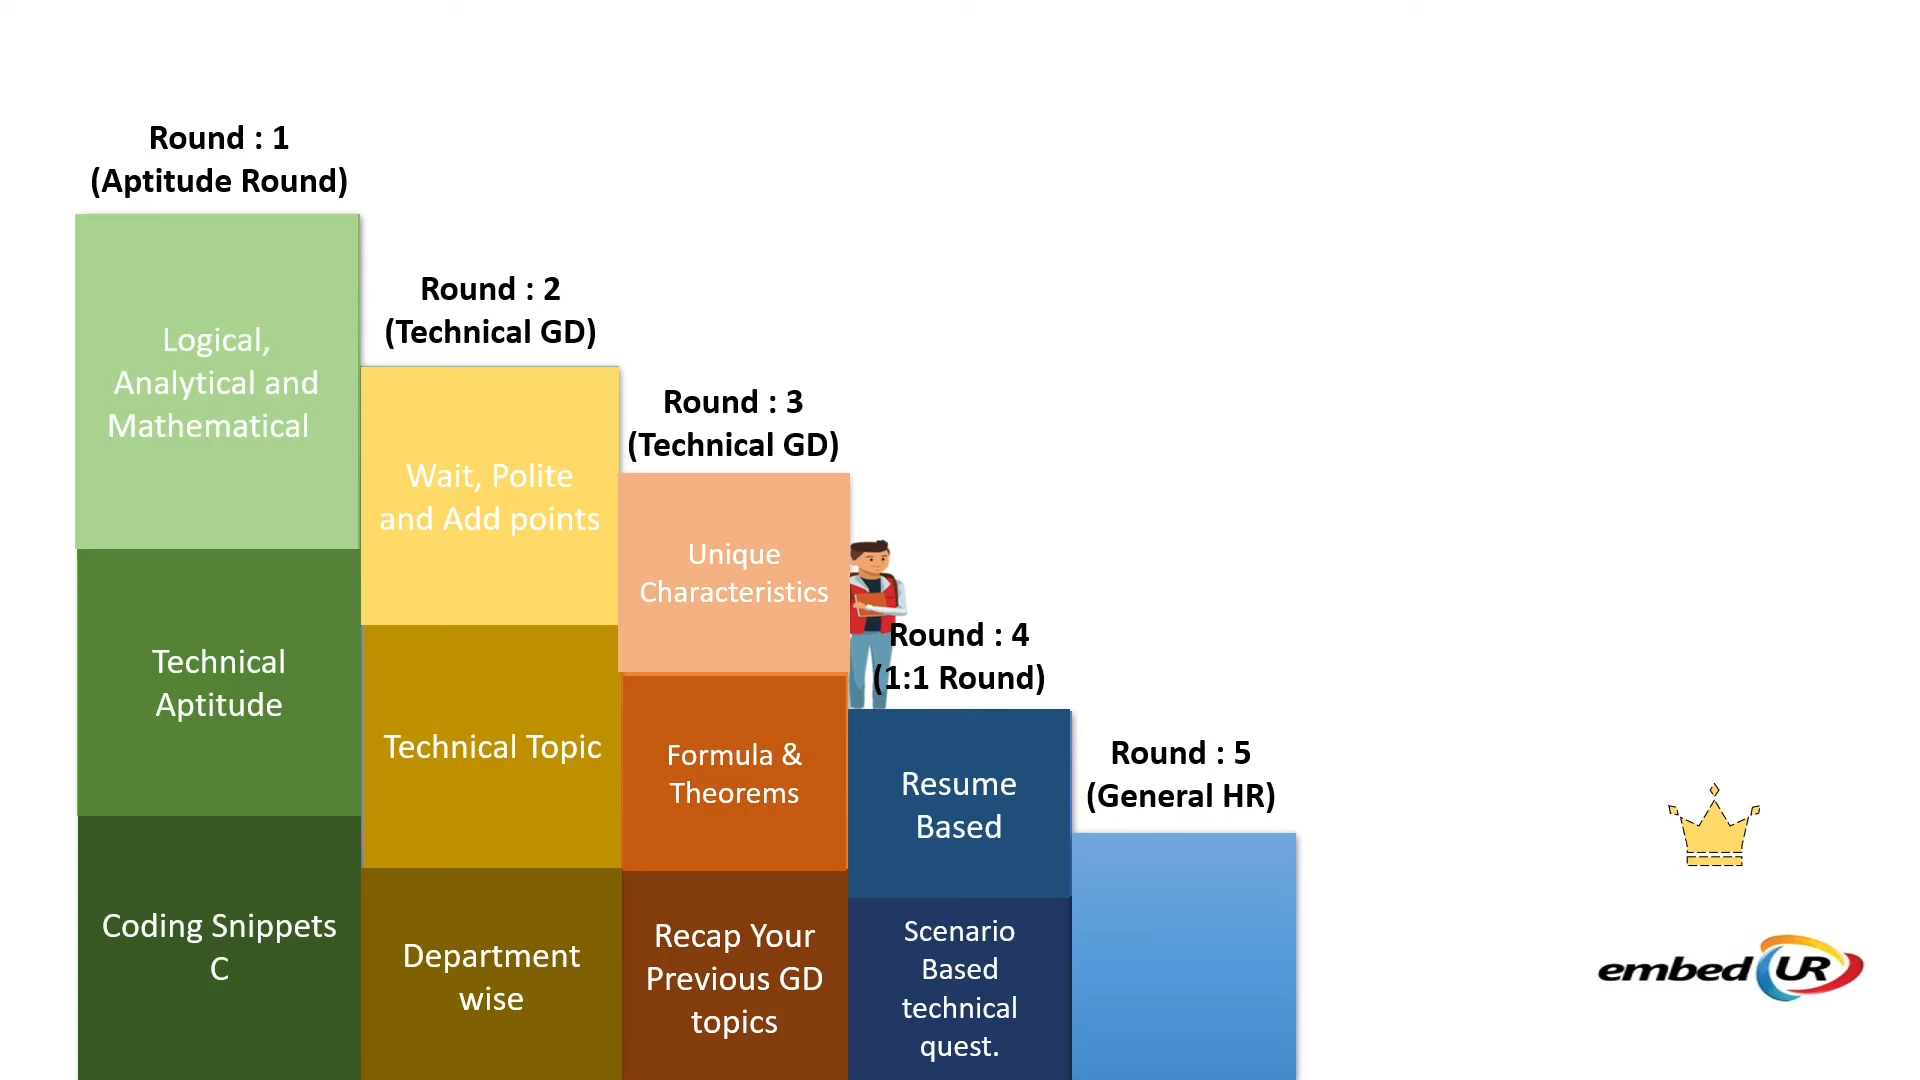 Round : 1
(Aptitude Round)
Logical,
Analytical and
Mathematical
Technical
Aptitude
Coding Snippets
C
Round : 2
(Technical GD)
Wait, Polite
and Add points
Technical Topic
Department
wise
Round : 3
(Technical GD)
Unique
Characteristics
Formula &
Theorems
Recap Your
Previous GD
topics
Round : 4
(1:1 Round)
Resume
Based
Scenario
Based
technical
quest.
Round : 5
(General HR)
embedUR